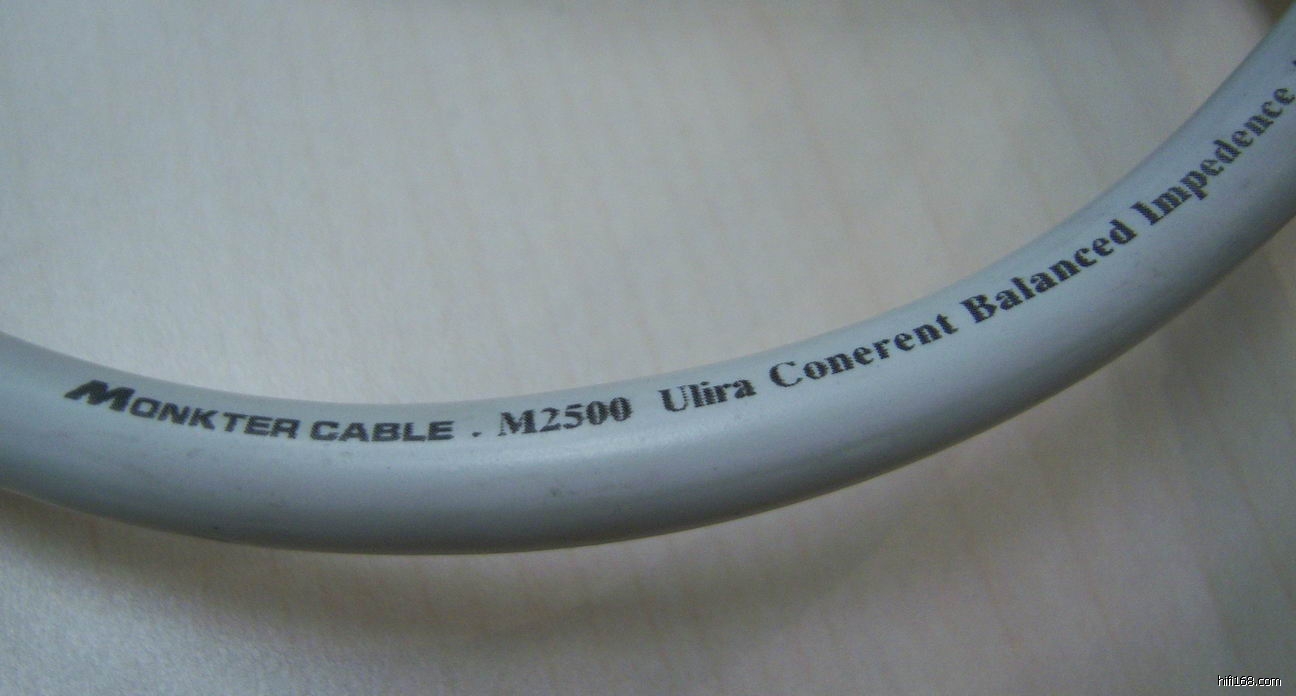 MONKTER CABLE . M2500 Ulira Conerent Balanced Impedence
hifi168.com